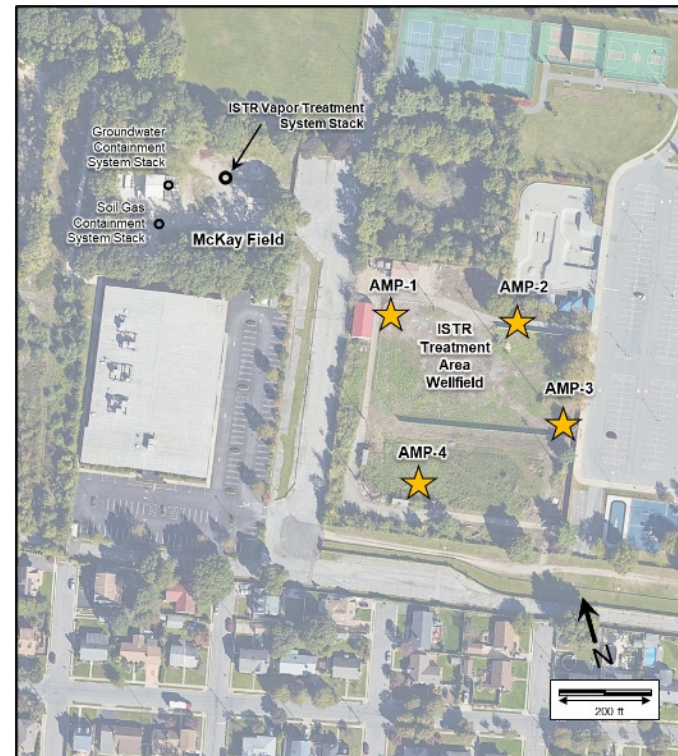 ISTR Vapor Treatment
System Stack
Groundwater
Containment
System Stack
Soil Gas
Containment
System Stack
McKay Field
AMP-1
AMP-2
ISTR
Treatment
Area
Wellfield
AMP-3
AMP-4
N
200 ft